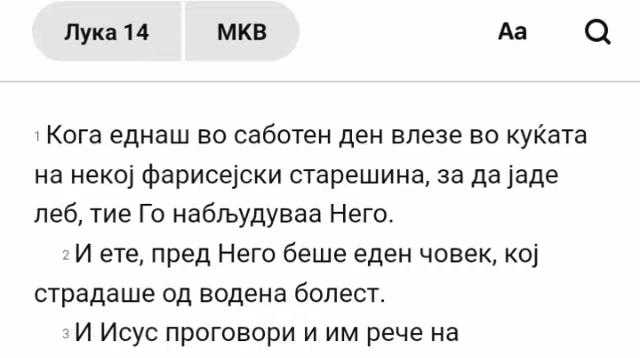 Лука 14 МКВ Aa
1 Кога еднаш во саботен ден влезе во куќата
на некој фарисејски старешина, за да јаде
леб, тие Го набљудуваа Него.
2 И ете, пред Него беше еден човек, кој
страдаше од водена болест.
3 И Исус проговори и им рече на